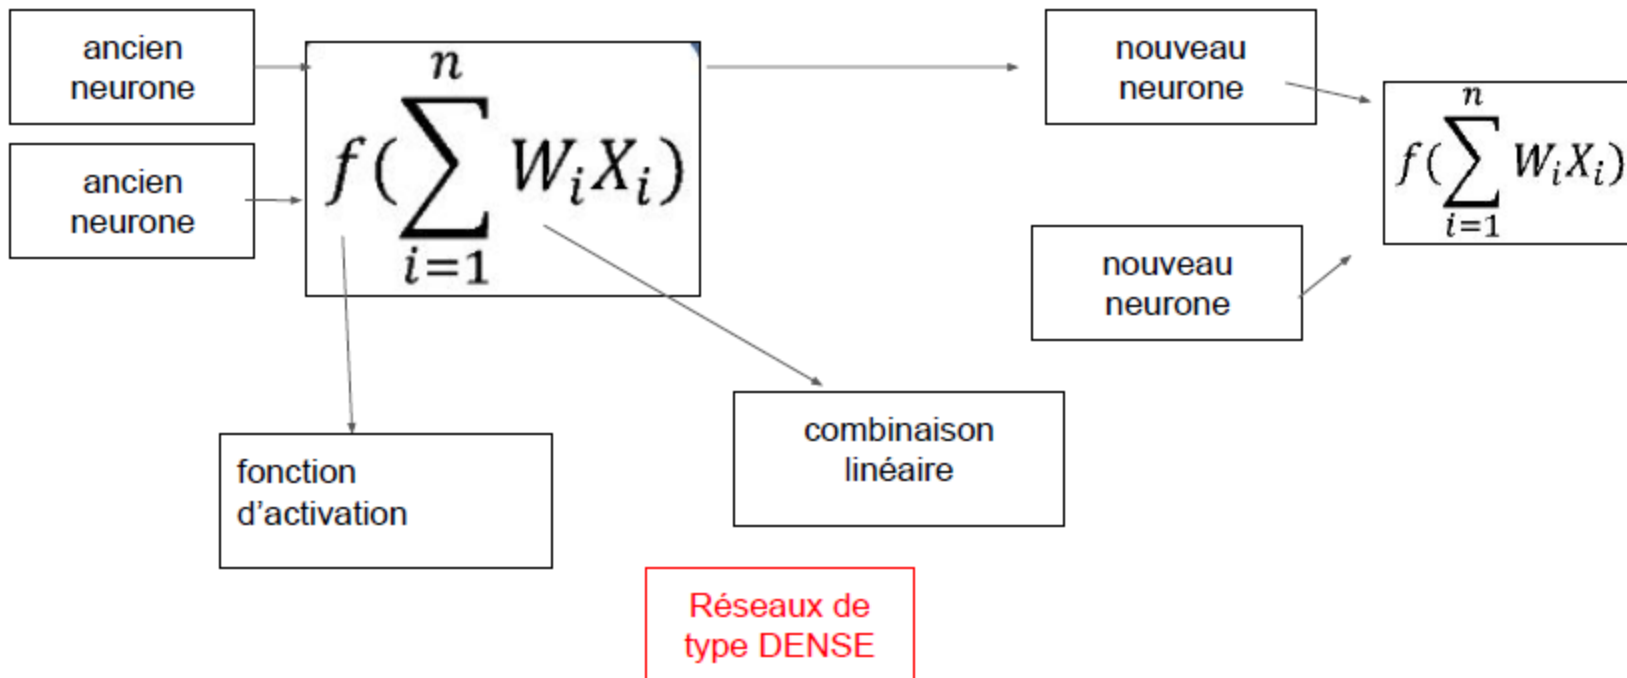 ancien
neurone
ancien
neurone
n
f(∑ WᵢXᵢ)
i=1
nouveau
neurone
nouveau
neurone
n
f(∑ WᵢXᵢ)
i=1
fonction
d’activation
combinaison
linéaire
Réseaux de
type DENSE